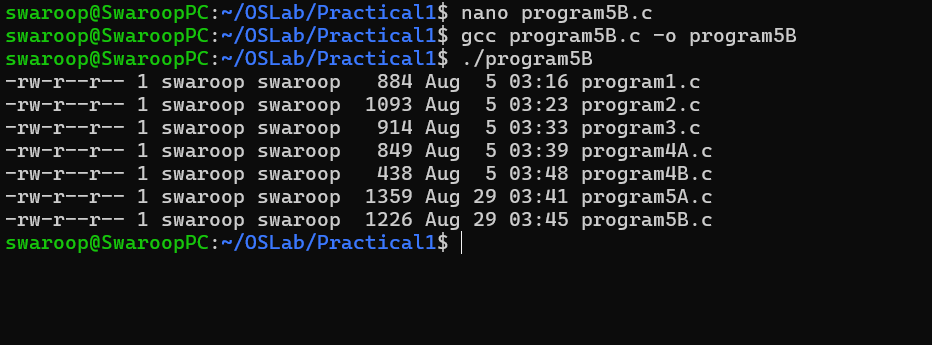 swaroop@SwaroopPC:~/OSLab/Practical1$ nano program5B.c
swaroop@SwaroopPC:~/OSLab/Practical1$ gcc program5B.c -o program5B
swaroop@SwaroopPC:~/OSLab/Practical1$ ./program5B
-rw-r--r-- 1 swaroop swaroop   884 Aug  5 03:16 program1.c
-rw-r--r-- 1 swaroop swaroop  1093 Aug  5 03:23 program2.c
-rw-r--r-- 1 swaroop swaroop   914 Aug  5 03:33 program3.c
-rw-r--r-- 1 swaroop swaroop   849 Aug  5 03:39 program4A.c
-rw-r--r-- 1 swaroop swaroop   438 Aug  5 03:48 program4B.c
-rw-r--r-- 1 swaroop swaroop  1359 Aug 29 03:41 program5A.c
-rw-r--r-- 1 swaroop swaroop  1226 Aug 29 03:45 program5B.c
swaroop@SwaroopPC:~/OSLab/Practical1$